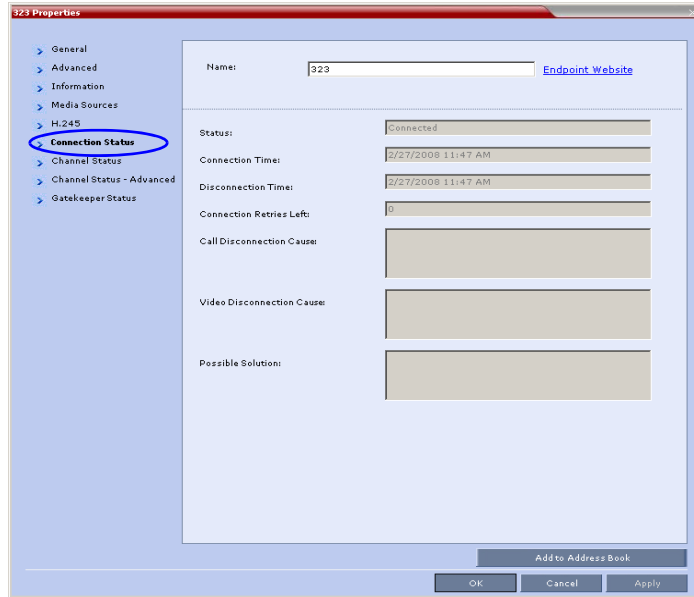 323 Properties
General
Advanced
Information
Media Sources
H.245
Connection Status
Channel Status
Channel Status - Advanced
Gatekeeper Status
Name: 323 Endpoint Website
Status: Connected
Connection Time: 2/27/2008 11:47 AM
Disconnection Time: 2/27/2008 11:47 AM
Connection Retries Left: 0
Call Disconnection Cause:
Video Disconnection Cause:
Possible Solution:
Add to Address Book
OK Cancel Apply